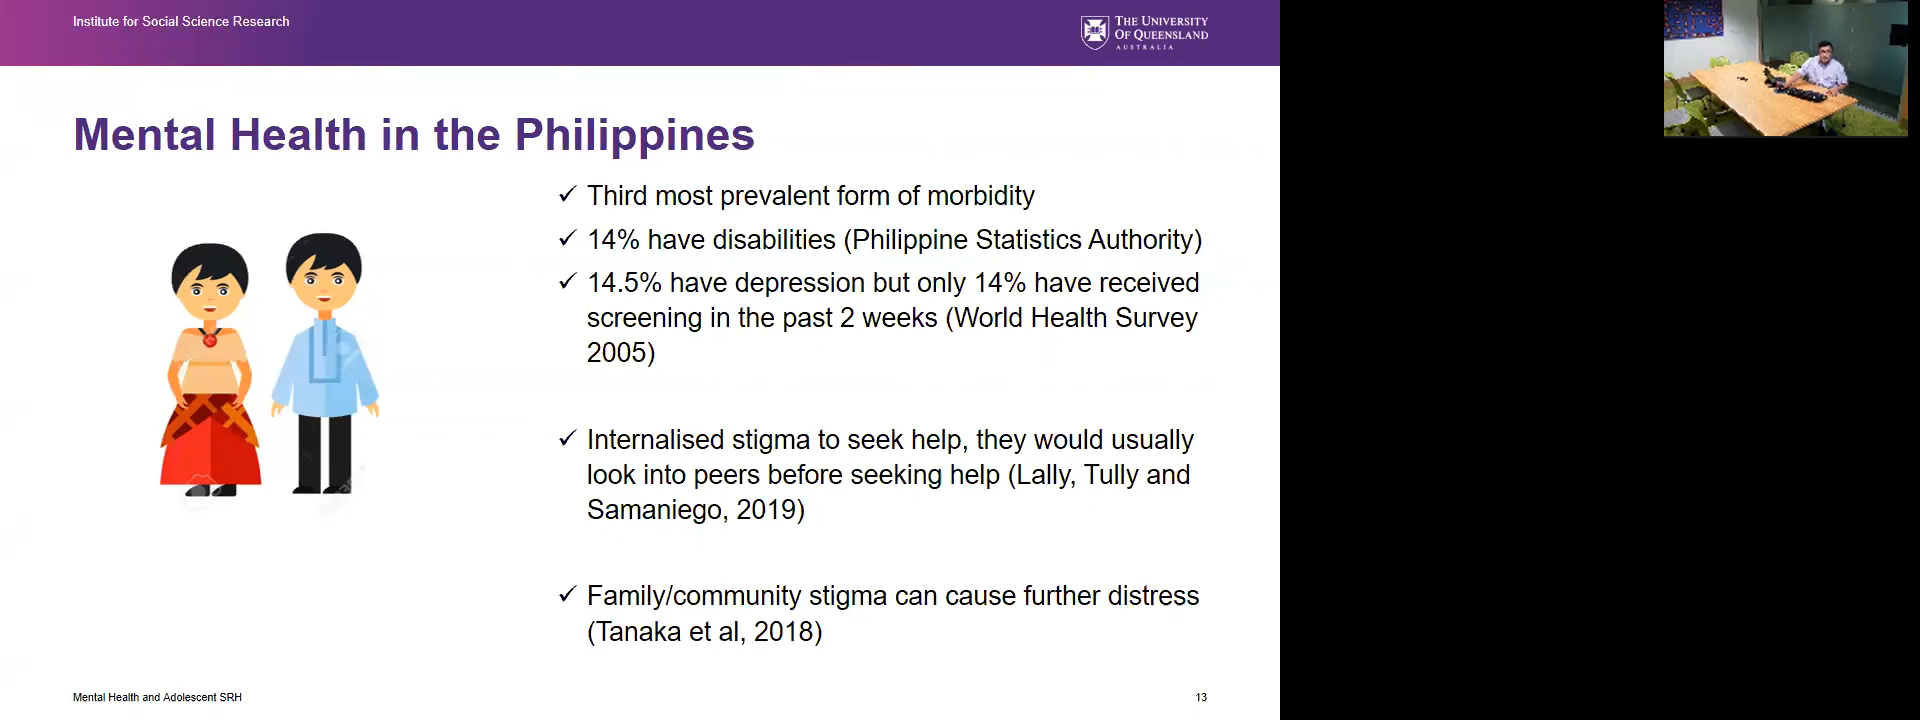 Institute for Social Science Research
THE UNIVERSITY
OF QUEENSLAND
AUSTRALIA
Mental Health in the Philippines
✓ Third most prevalent form of morbidity
✓ 14% have disabilities (Philippine Statistics Authority)
✓ 14.5% have depression but only 14% have received
screening in the past 2 weeks (World Health Survey
2005)
✓ Internalised stigma to seek help, they would usually
look into peers before seeking help (Lally, Tully and
Samaniego, 2019)
✓ Family/community stigma can cause further distress
(Tanaka et al, 2018)
Mental Health and Adolescent SRH
13